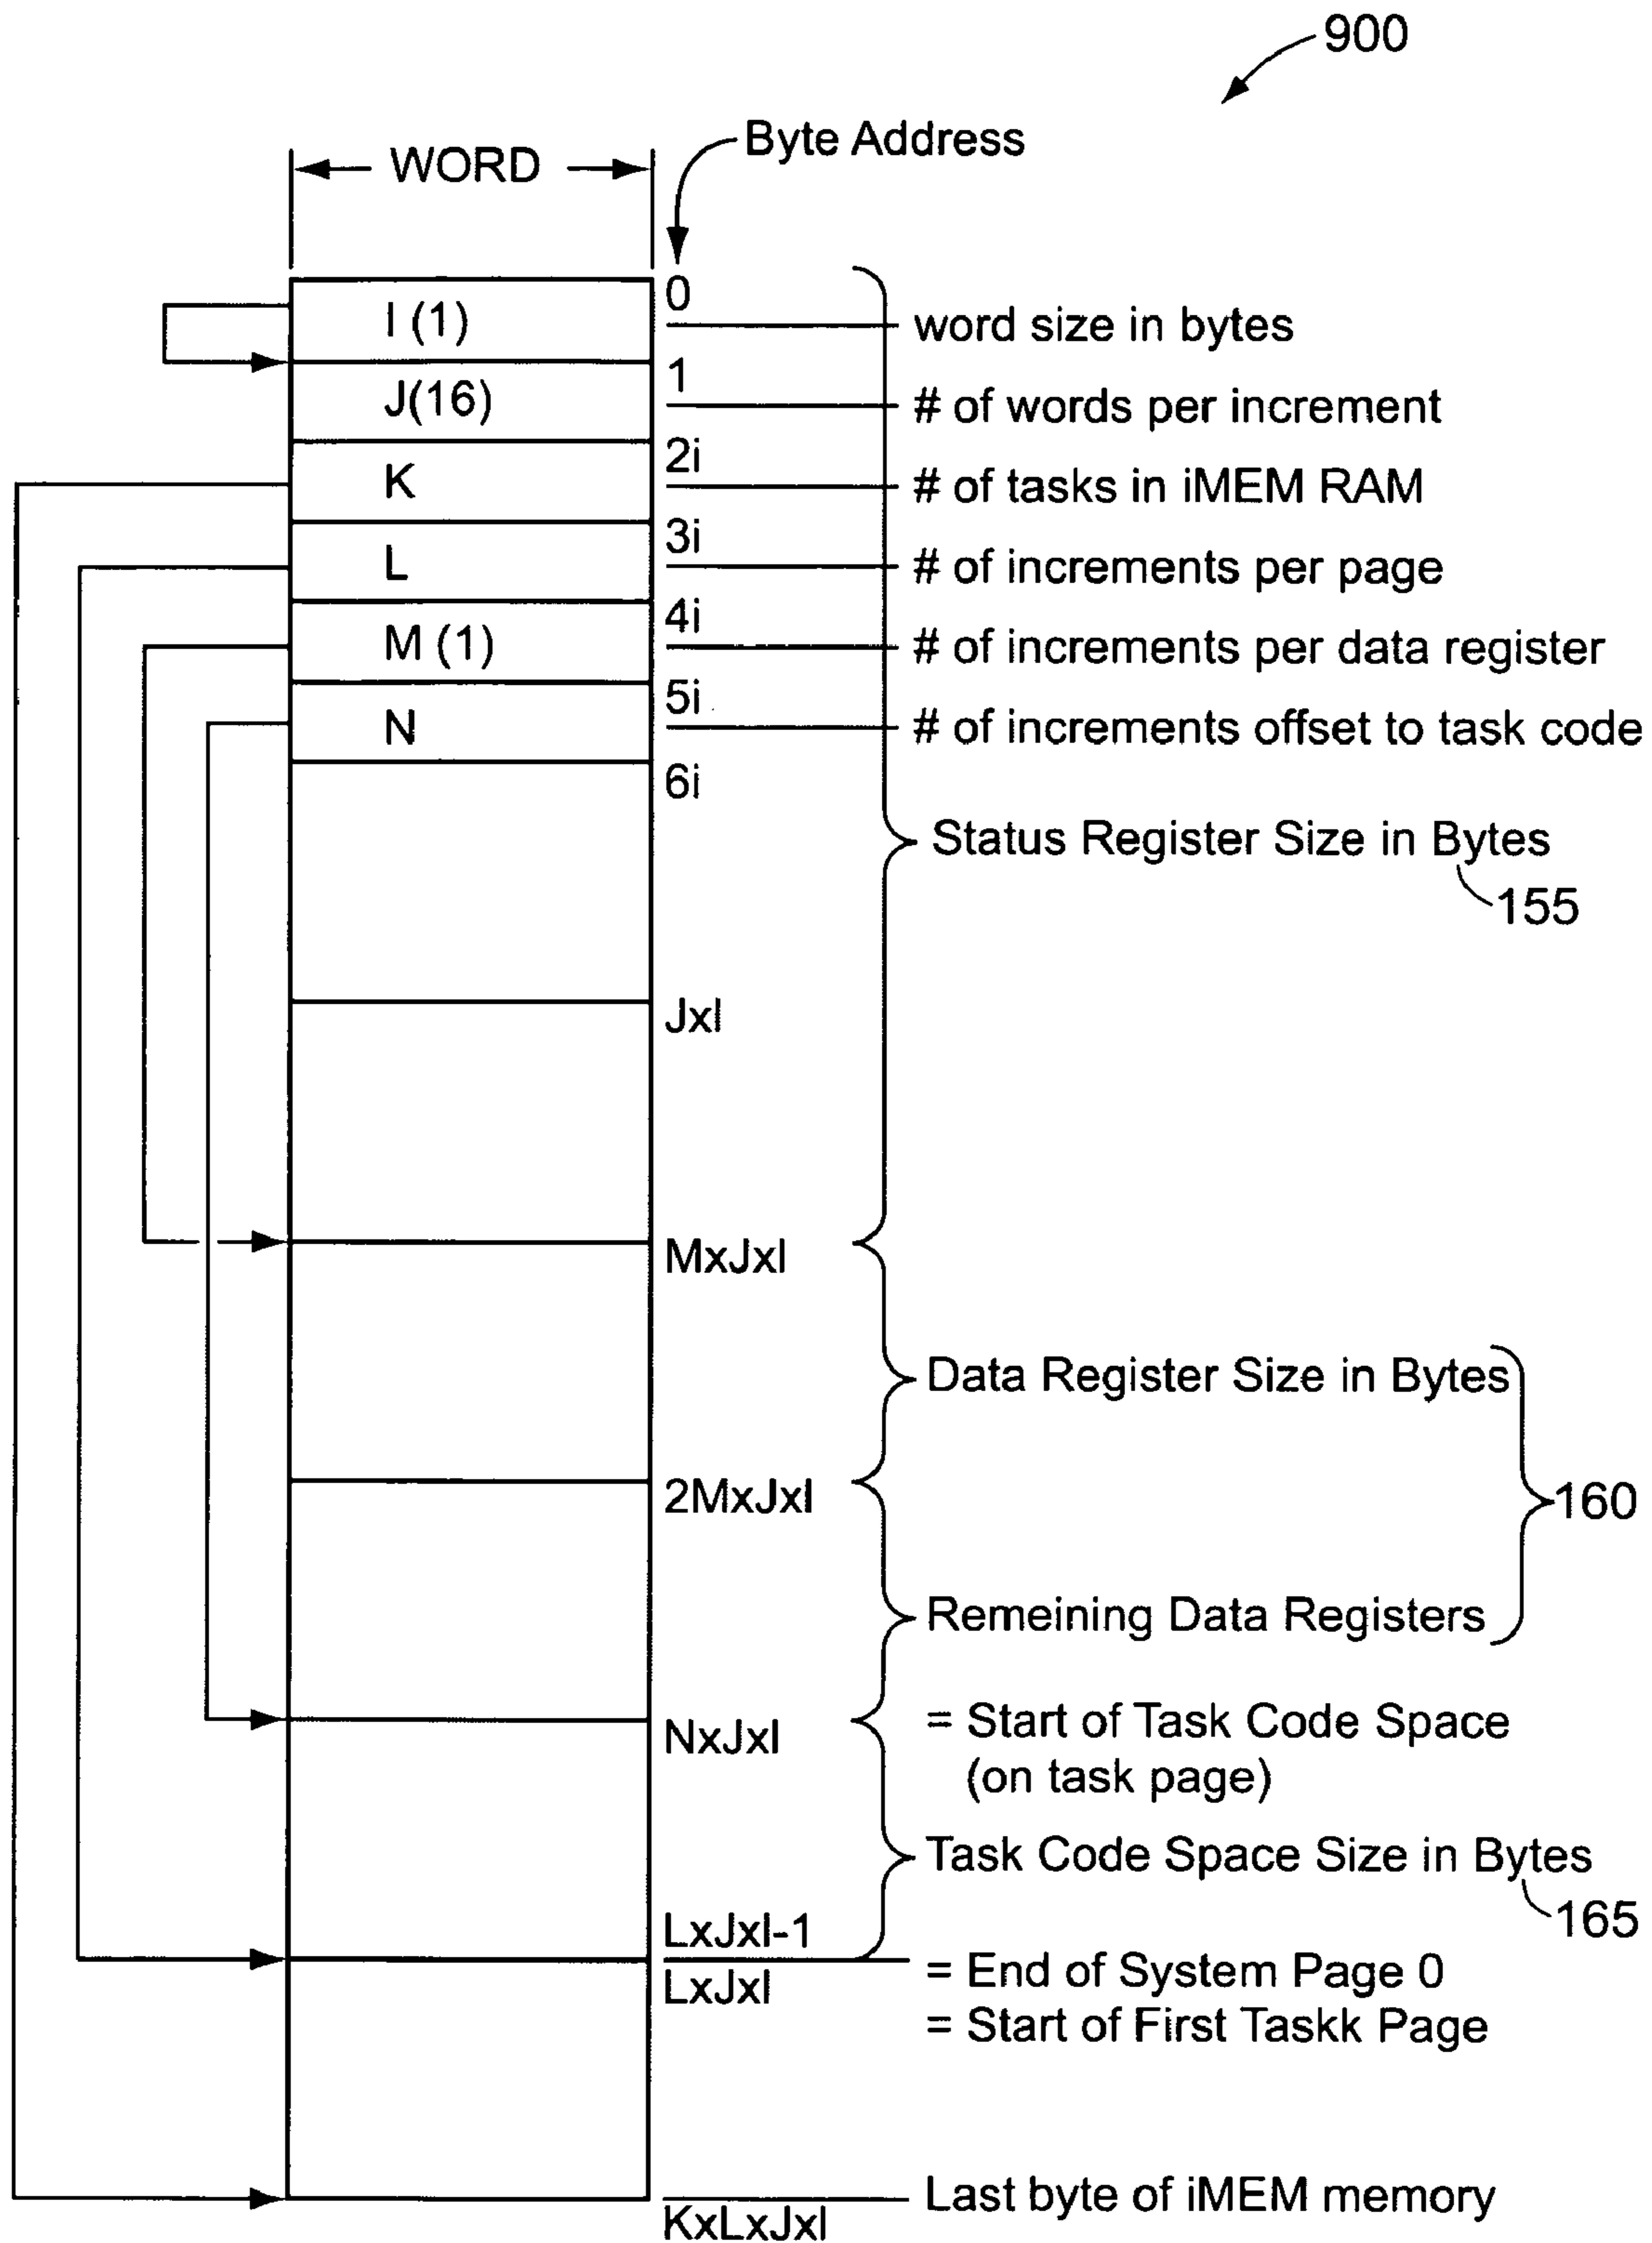 900
Byte Address
WORD
0
I (1)
word size in bytes
1
J(16)
# of words per increment
2i
K
# of tasks in iMEM RAM
3i
L
# of increments per page
4i
M (1)
# of increments per data register
5i
N
# of increments offset to task code
6i
Status Register Size in Bytes
155
JxI
MxJxI
Data Register Size in Bytes
2MxJxI
160
Remeining Data Registers
NxJxI
= Start of Task Code Space
(on task page)
Task Code Space Size in Bytes
165
LxJxI-1
= End of System Page 0
LxJxI
= Start of First Taskk Page
Last byte of iMEM memory
KxLxJxI